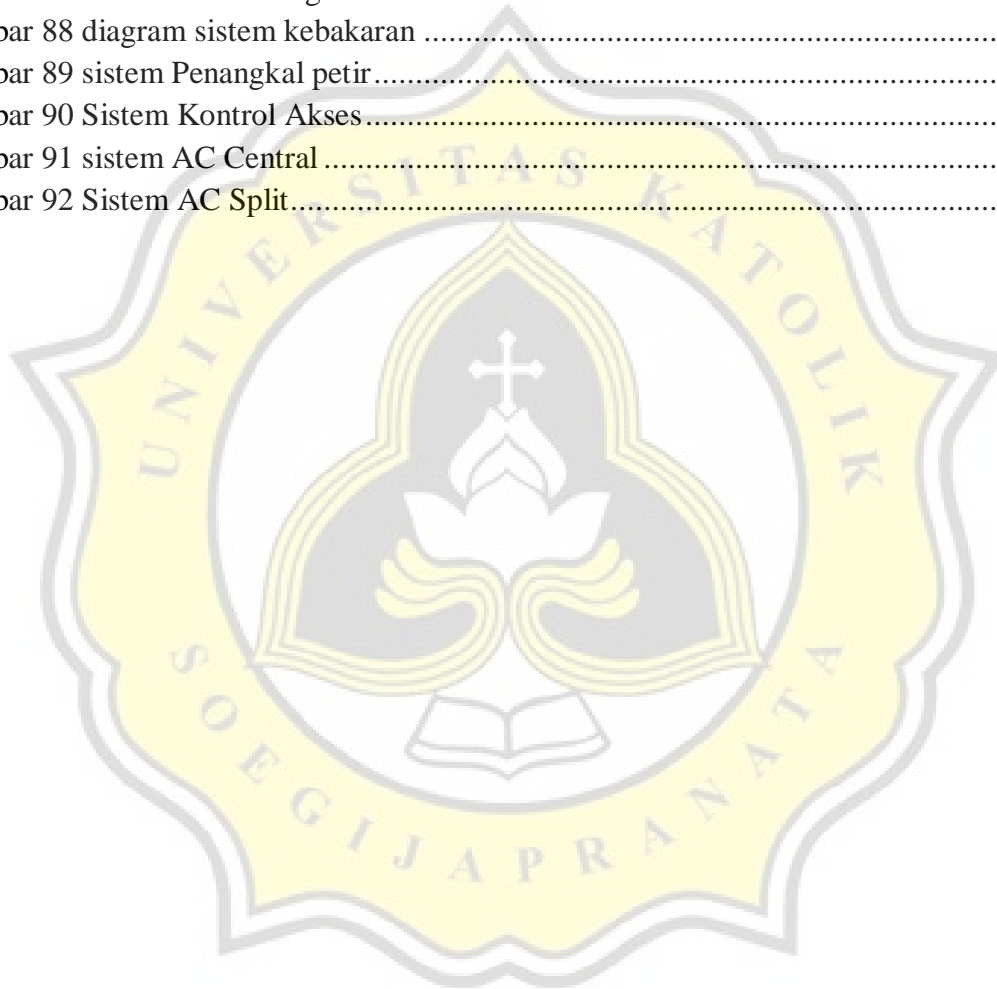 bar 88 diagram sistem kebakaran ........................................................................
bar 89 sistem Penangkal petir..............................................................................
bar 90 Sistem Kontrol Akses...............................................................................
bar 91 sistem AC Central ....................................................................................
bar 92 Sistem AC Split........................................................................................
UNIVERSITAS KATOLIK
SOEGIJAPRANATA